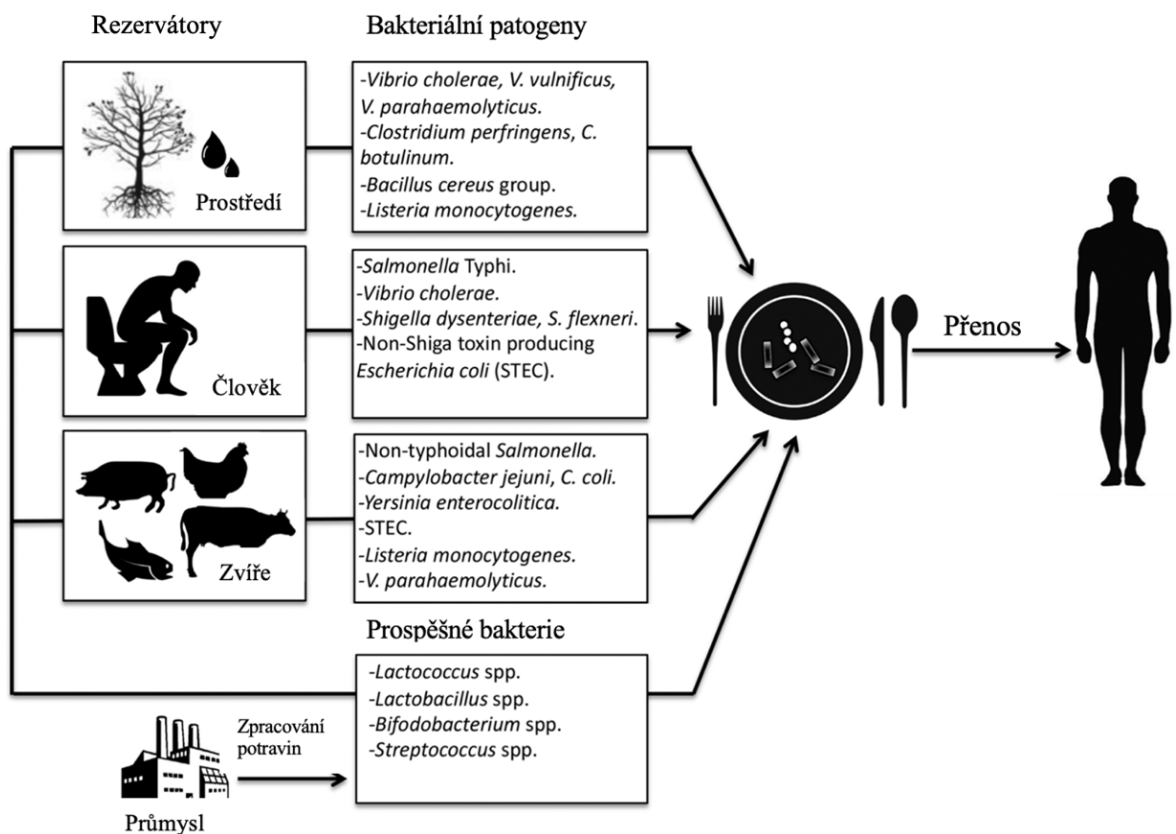 Rezervátory
Bakteriální patogeny
Prostředí
-Vibrio cholerae, V. vulnificus,
V. parahaemolyticus.
-Clostridium perfringens, C.
botulinum.
-Bacillus cereus group.
-Listeria monocytogenes.
Člověk
-Salmonella Typhi.
-Vibrio cholerae.
-Shigella dysenteriae, S. flexneri.
-Non-Shiga toxin producing
Escherichia coli (STEC).
Přenos
Zvíře
-Non-typhoidal Salmonella.
-Campylobacter jejuni, C. coli.
-Yersinia enterocolitica.
-STEC.
-Listeria monocytogenes.
-V. parahaemolyticus.
Prospěšné bakterie
-Lactococcus spp.
-Lactobacillus spp.
-Bifodobacterium spp.
-Streptococcus spp.
Zpracování
potravin
Průmysl